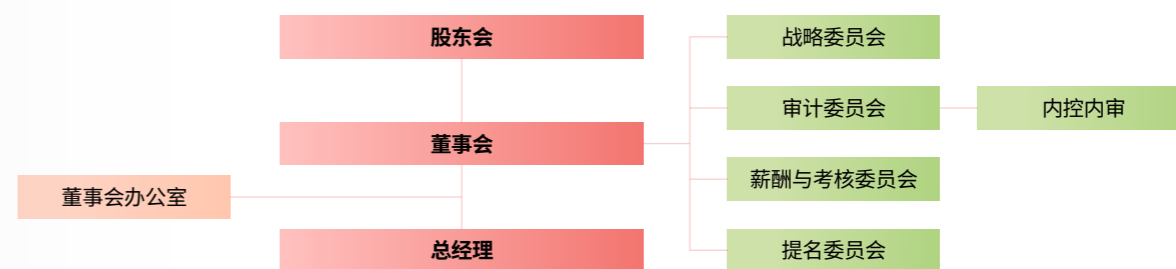 股东会
董事会
董事会办公室
总经理
战略委员会
审计委员会
内控内审
薪酬与考核委员会
提名委员会